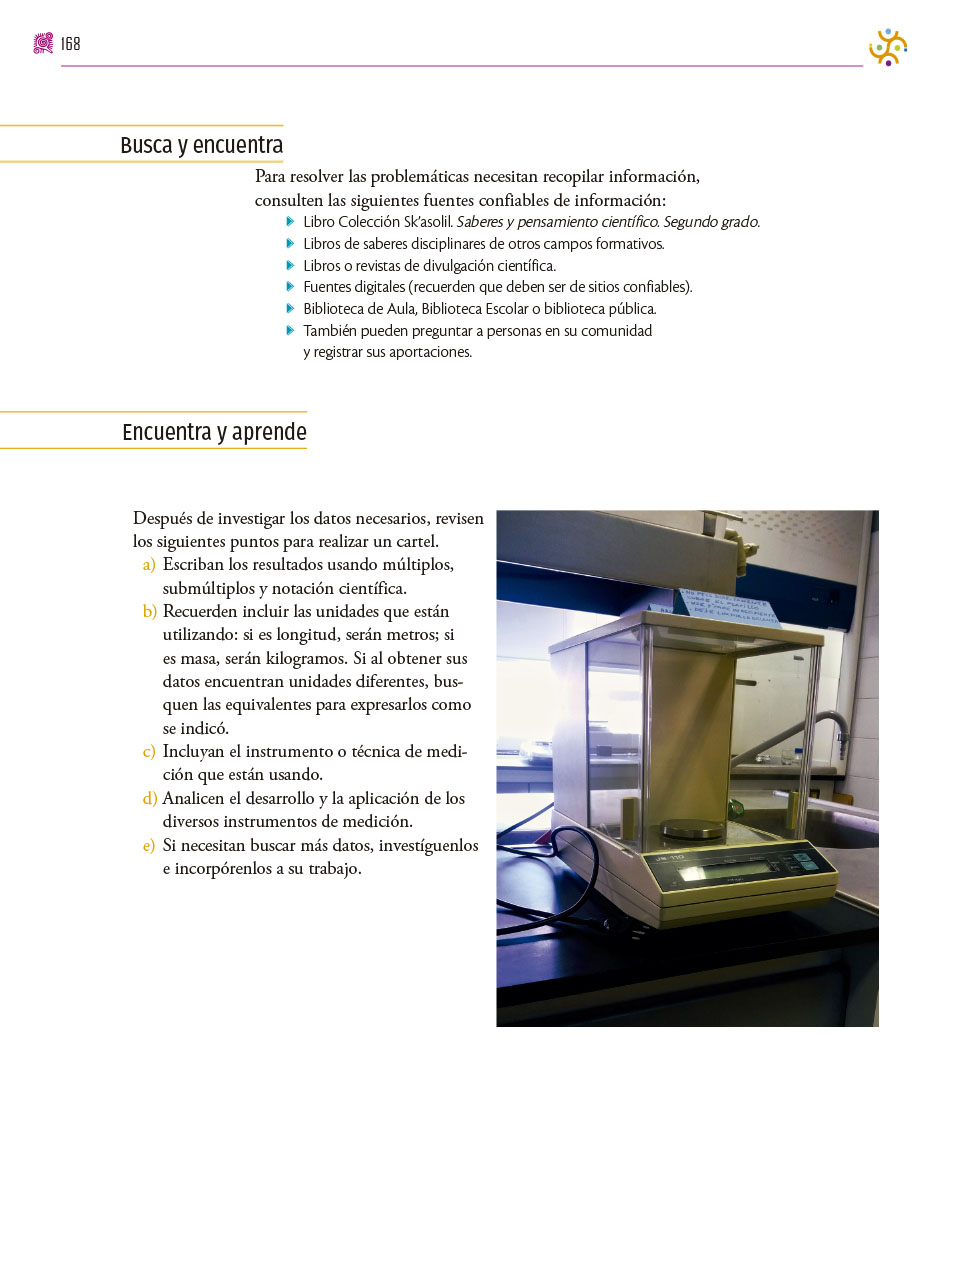 168
Busca y encuentra
Para resolver las problemáticas necesitan recopilar información,
consulten las siguientes fuentes confiables de información:
Libro Colección Sk’asolil. Saberes y pensamiento científico. Segundo grado.
Libros de saberes disciplinares de otros campos formativos.
Libros o revistas de divulgación científica.
Fuentes digitales (recuerden que deben ser de sitios confiables).
Biblioteca de Aula, Biblioteca Escolar o biblioteca pública.
También pueden preguntar a personas en su comunidad
y registrar sus aportaciones.
Encuentra y aprende
Después de investigar los datos necesarios, revisen
los siguientes puntos para realizar un cartel.
a) Escriban los resultados usando múltiplos,
submúltiplos y notación científica.
b) Recuerden incluir las unidades que están
utilizando: si es longitud, serán metros; si
es masa, serán kilogramos. Si al obtener sus
datos encuentran unidades diferentes, bus-
quen las equivalentes para expresarlos como
se indicó.
c) Incluyan el instrumento o técnica de medi-
ción que están usando.
d) Analicen el desarrollo y la aplicación de los
diversos instrumentos de medición.
e) Si necesitan buscar más datos, investíguenlos
e incorpórenlos a su trabajo.
SOBRE EL PLATILLO